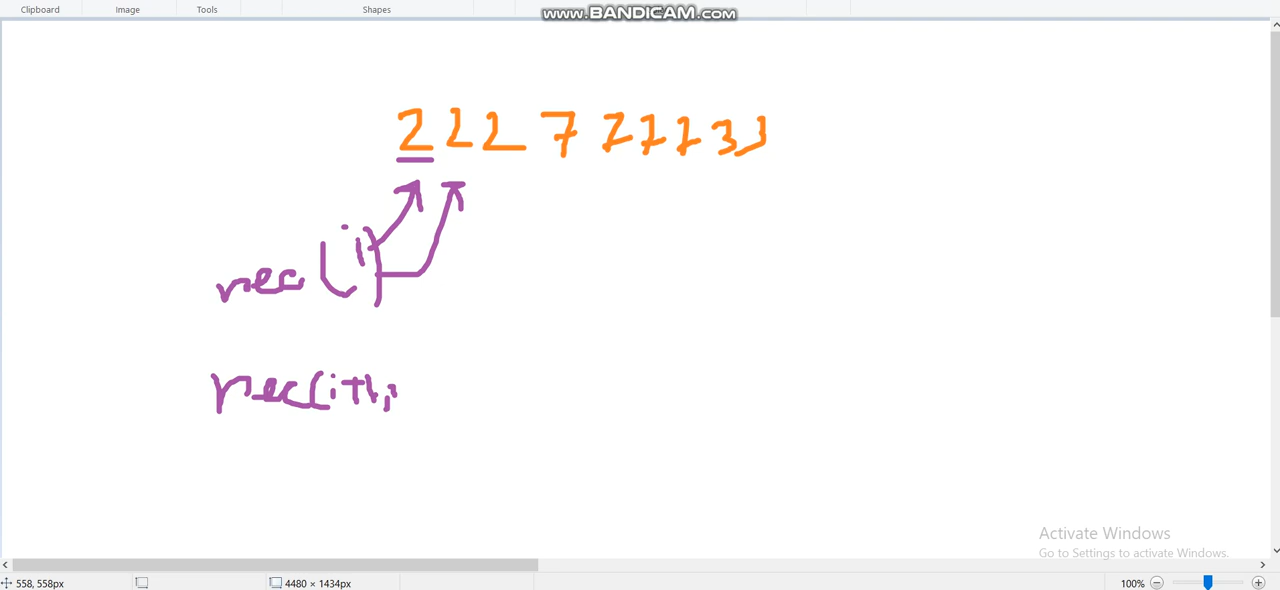 Clipboard Image Tools Shapes
www.BANDICAM.com
2 2 2 7 7 7 7 7 3 3
rec(i)
rec(i+1,
Activate Windows
Go to Settings to activate Windows.
558, 558px 4480 × 1434px 100%